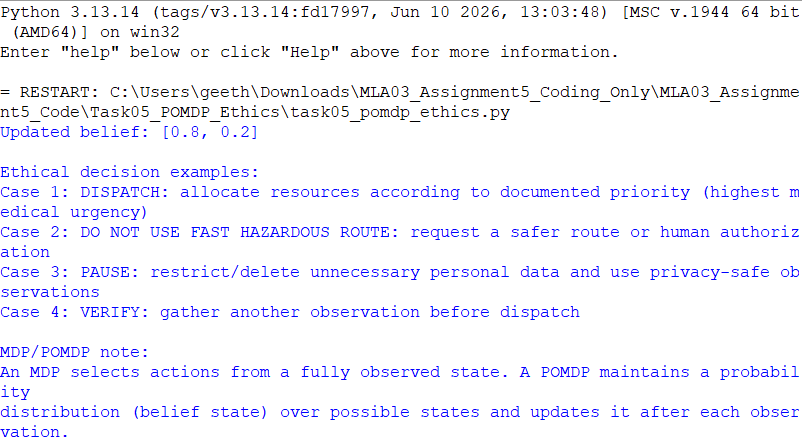 Python 3.13.14 (tags/v3.13.14:fd17997, Jun 10 2026, 13:03:48) [MSC v.1944 64 bit
 (AMD64)] on win32
Enter "help" below or click "Help" above for more information.

= RESTART: C:\Users\geeth\Downloads\MLA03_Assignment5_Coding_Only\MLA03_Assignme
nt5_Code\Task05_POMDP_Ethics\task05_pomdp_ethics.py
Updated belief: [0.8, 0.2]

Ethical decision examples:
Case 1: DISPATCH: allocate resources according to documented priority (highest m
edical urgency)
Case 2: DO NOT USE FAST HAZARDOUS ROUTE: request a safer route or human authoriz
ation
Case 3: PAUSE: restrict/delete unnecessary personal data and use privacy-safe ob
servations
Case 4: VERIFY: gather another observation before dispatch

MDP/POMDP note:
An MDP selects actions from a fully observed state. A POMDP maintains a probabil
ity
distribution (belief state) over possible states and updates it after each obser
vation.